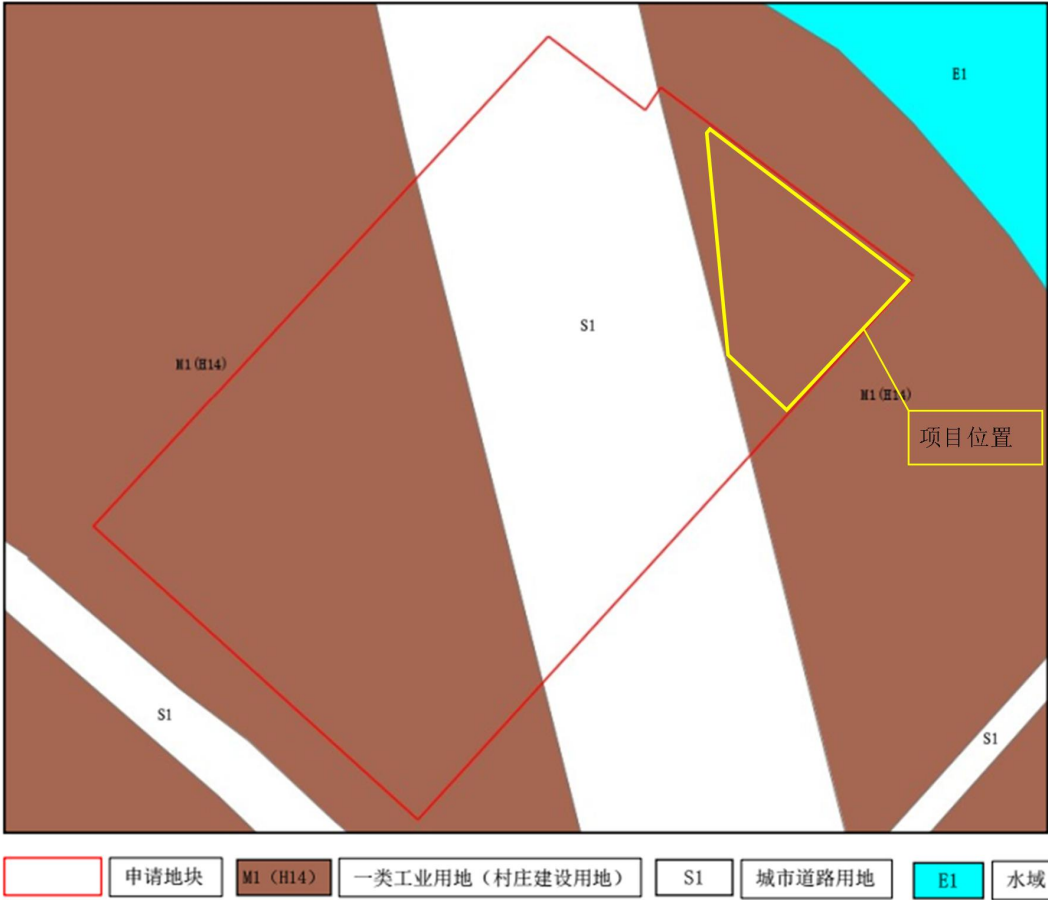 E1
S1
M1(H14)
M1(H14)
项目位置
S1
S1
申请地块
M1（H14）
一类工业用地（村庄建设用地）
S1
城市道路用地
E1
水域